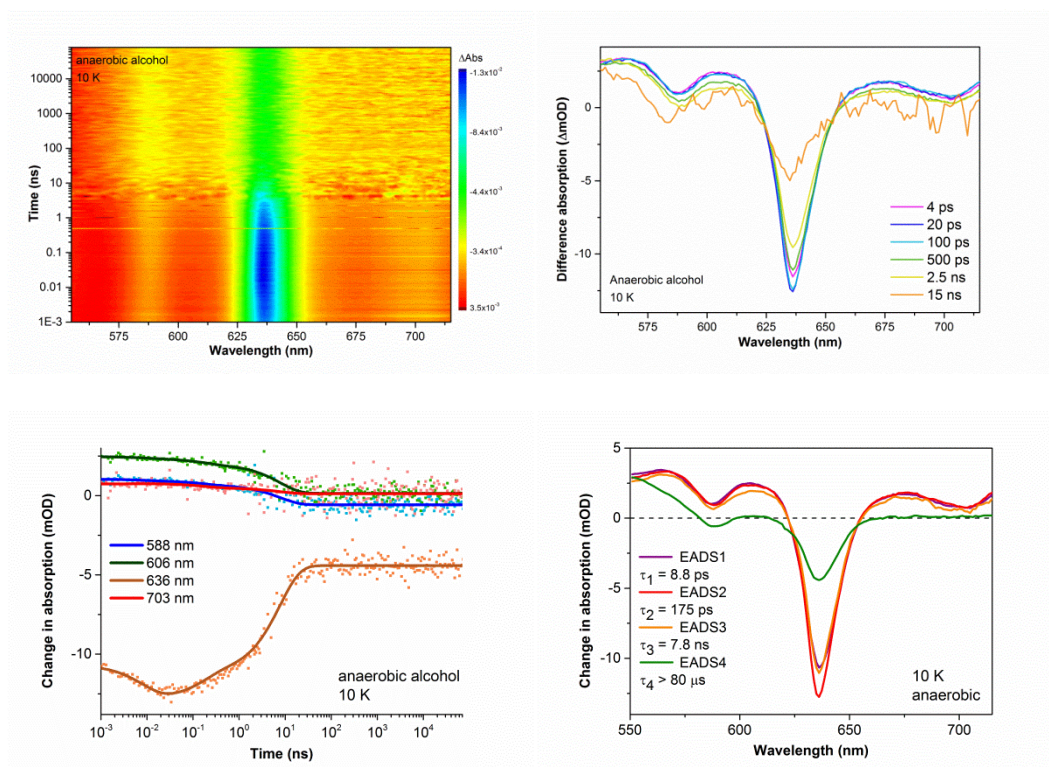 anaerobic alcohol
10 K
ΔAbs
-1.3x10⁻²
-8.4x10⁻³
-4.4x10⁻³
-3.4x10⁻⁴
3.5x10⁻³
10000
1000
100
10
1
0.1
0.01
1E-3
Time (ns)
575 600 625 650 675 700
Wavelength (nm)
0
-5
-10
Difference absorption (ΔmOD)
4 ps
20 ps
100 ps
500 ps
2.5 ns
15 ns
Anaerobic alcohol
10 K
575 600 625 650 675 700
Wavelength (nm)
0
-5
-10
Change in absorption (mOD)
588 nm
606 nm
636 nm
703 nm
anaerobic alcohol
10 K
10⁻³ 10⁻² 10⁻¹ 10⁰ 10¹ 10² 10³ 10⁴
Time (ns)
5
0
-5
-10
Change in absorption (mOD)
EADS1
τ₁ = 8.8 ps
EADS2
τ₂ = 175 ps
EADS3
τ₃ = 7.8 ns
EADS4
τ₄ > 80 μs
10 K
anaerobic
550 600 650 700
Wavelength (nm)